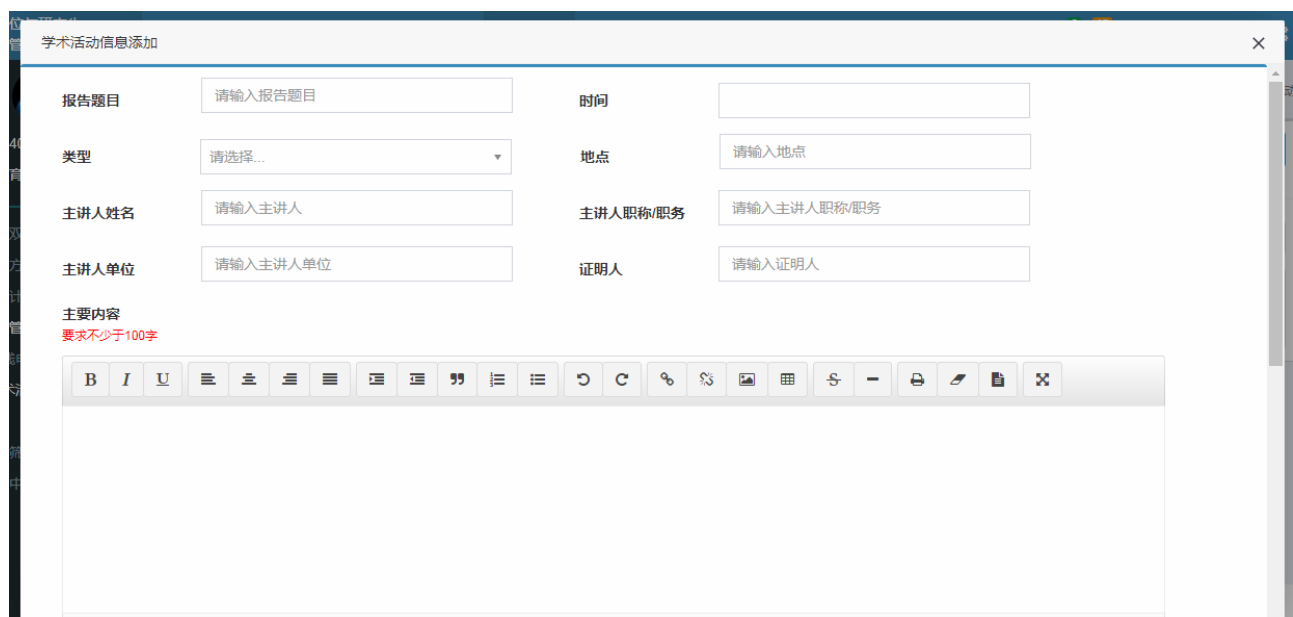 学术活动信息添加
报告题目 请输入报告题目 时间
类型 请选择... 地点 请输入地点
主讲人姓名 请输入主讲人 主讲人职称/职务 请输入主讲人职称/职务
主讲人单位 请输入主讲人单位 证明人 请输入证明人
主要内容
要求不少于100字
B I U S